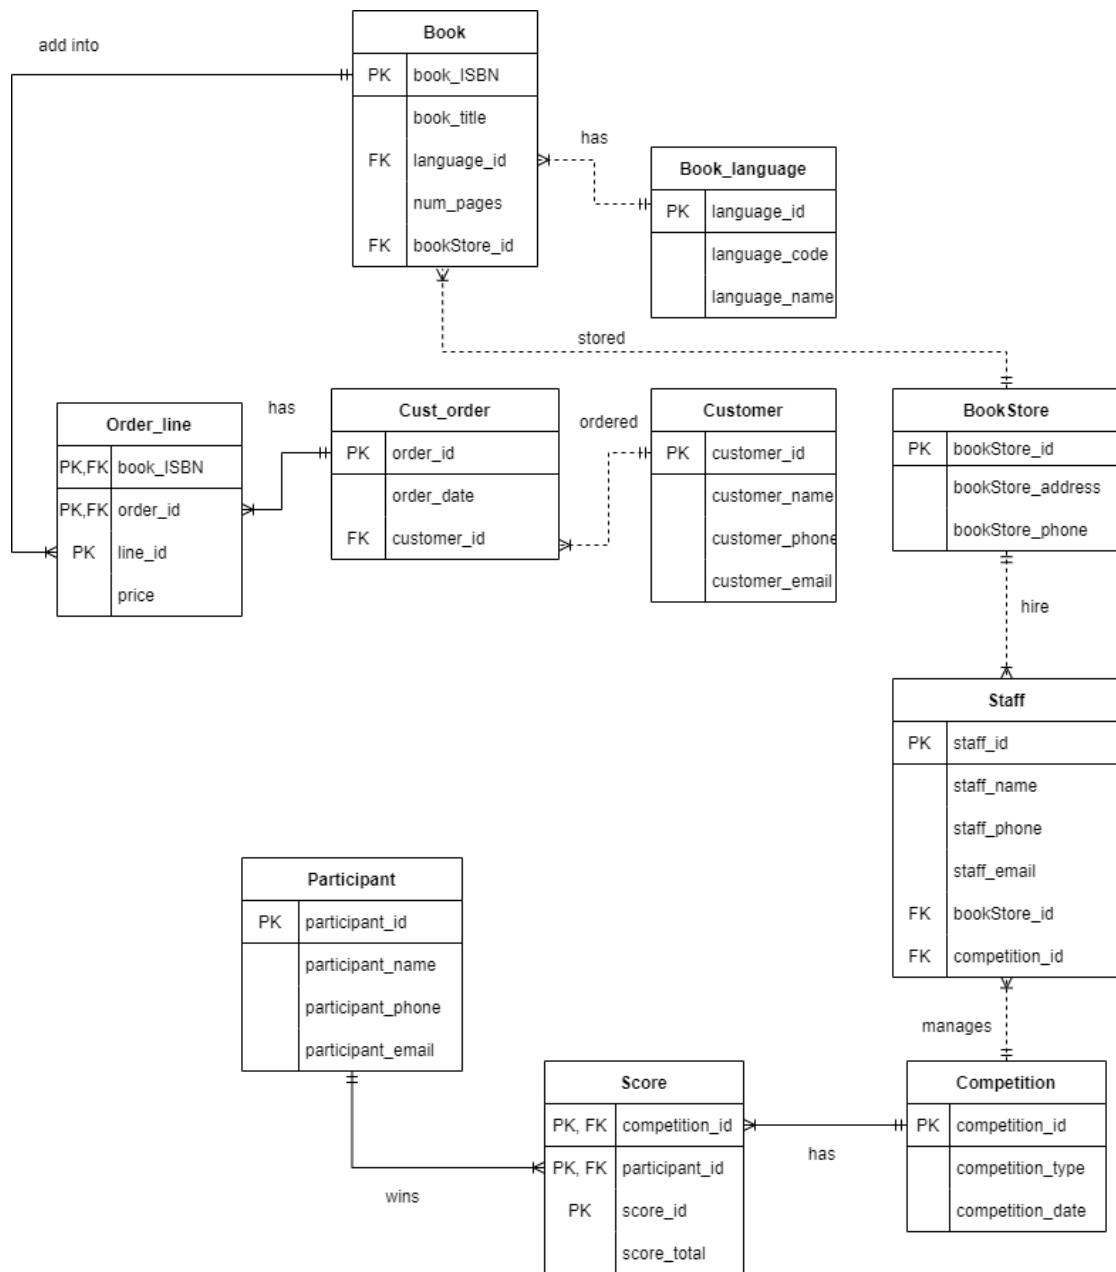 add into
Book
PK book_ISBN
book_title
FK language_id
num_pages
FK bookStore_id
has
Book_language
PK language_id
language_code
language_name
stored
has
ordered
Order_line
PK,FK book_ISBN
PK,FK order_id
PK line_id
price
Cust_order
PK order_id
order_date
FK customer_id
Customer
PK customer_id
customer_name
customer_phone
customer_email
BookStore
PK bookStore_id
bookStore_address
bookStore_phone
hire
Staff
PK staff_id
staff_name
staff_phone
staff_email
FK bookStore_id
FK competition_id
manages
Participant
PK participant_id
participant_name
participant_phone
participant_email
wins
Score
PK, FK competition_id
PK, FK participant_id
PK score_id
score_total
has
Competition
PK competition_id
competition_type
competition_date